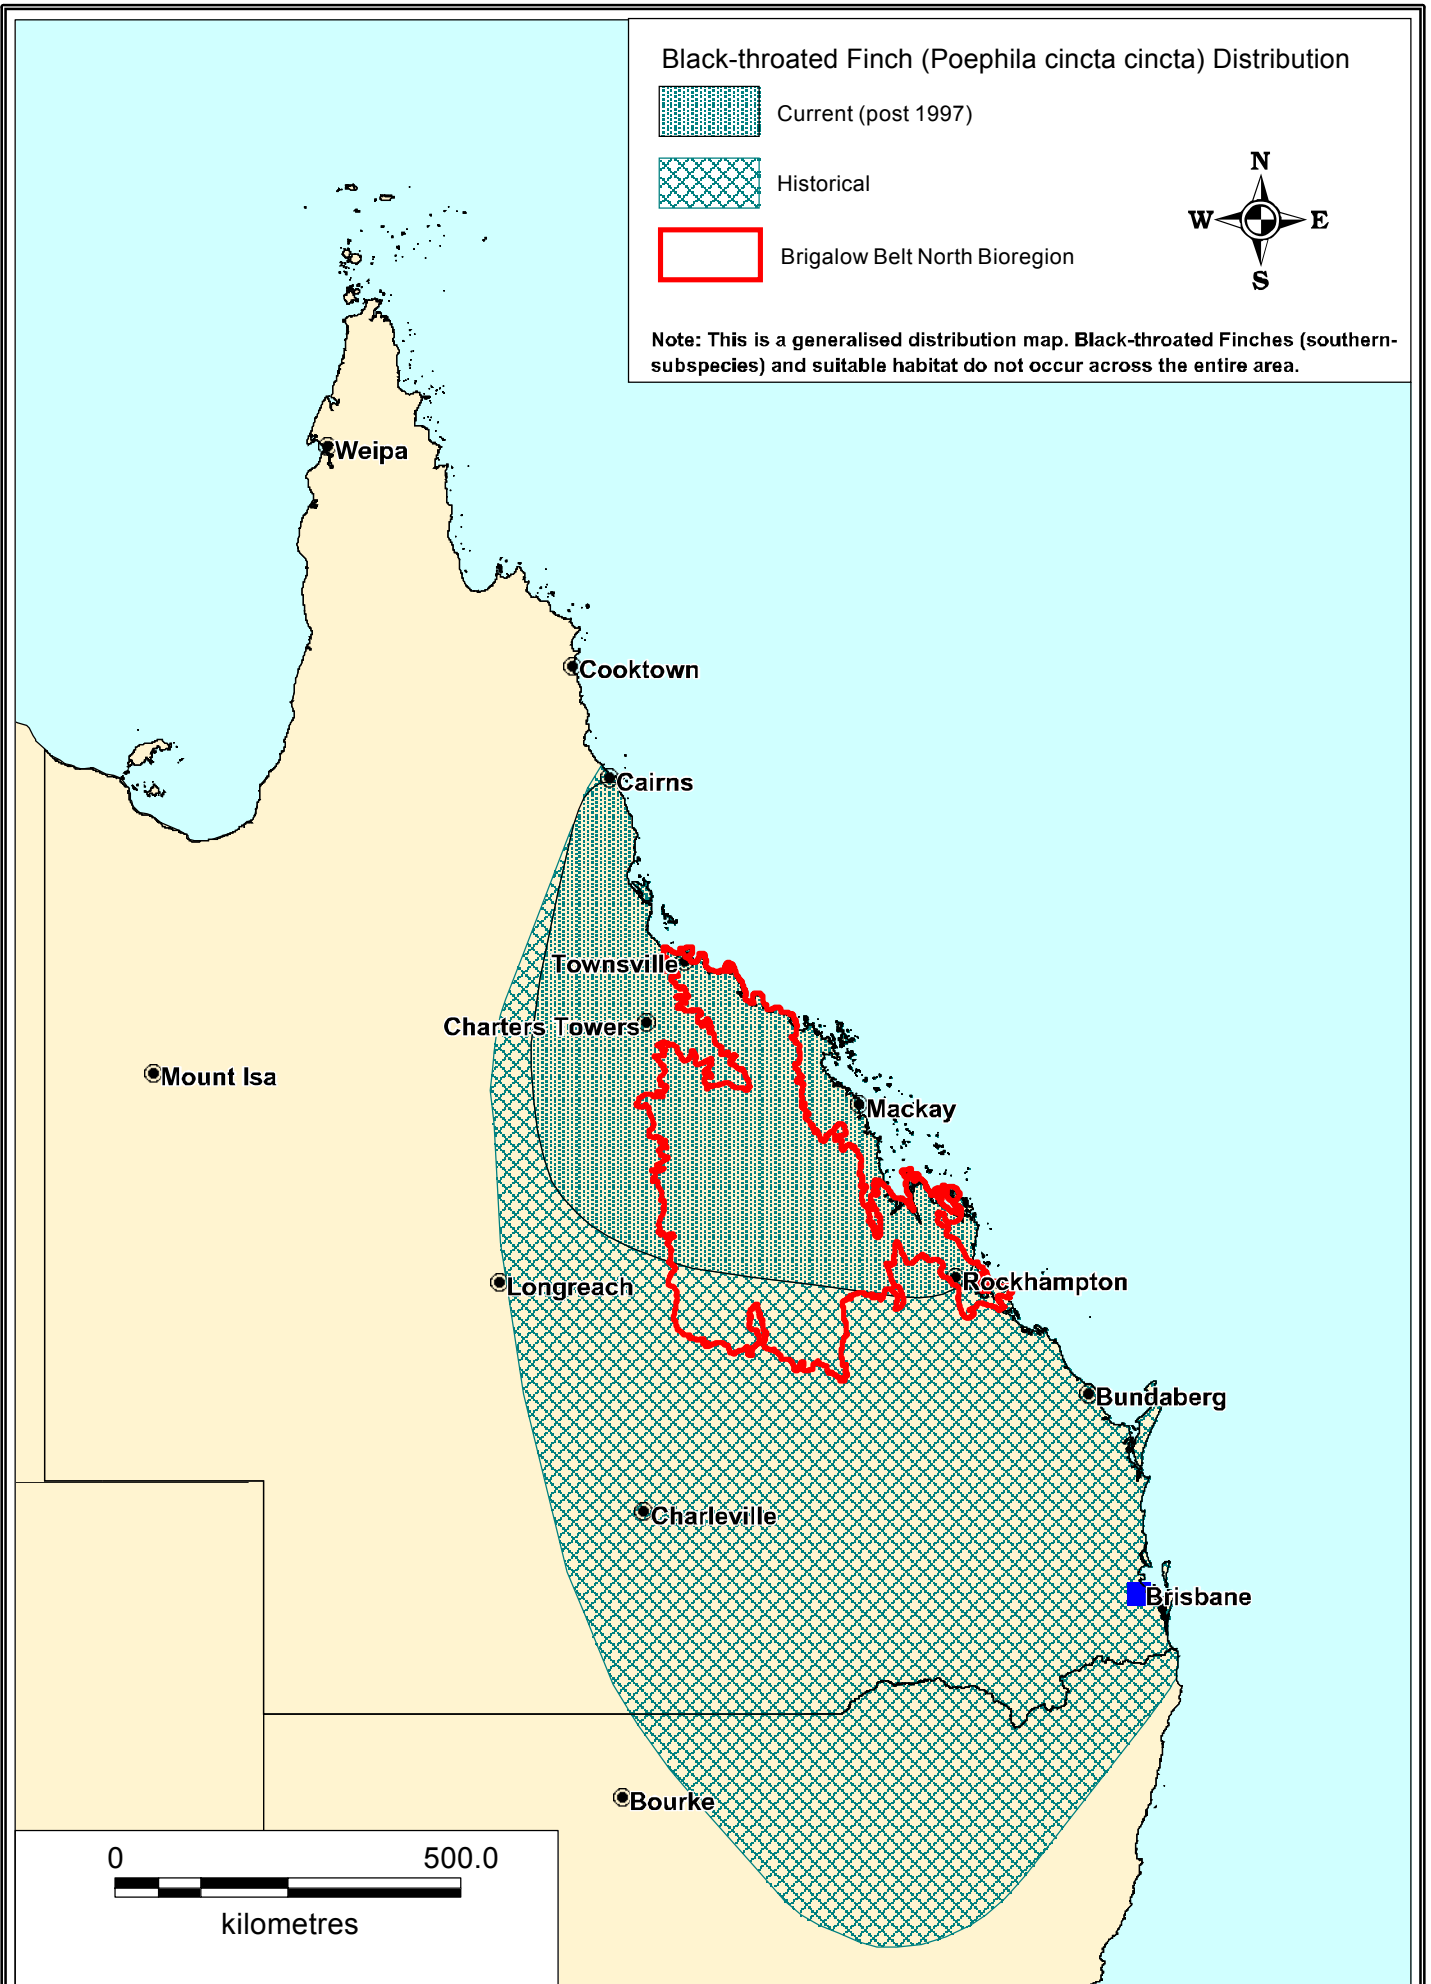 Black-throated Finch (Poephila cincta cincta) Distribution
Current (post 1997)
Historical
Brigalow Belt North Bioregion
N
W E
S
Note: This is a generalised distribution map. Black-throated Finches (southern-
subspecies) and suitable habitat do not occur across the entire area.
Weipa
Cooktown
Cairns
Townsville
Charters Towers
Mount Isa
Mackay
Longreach
Rockhampton
Bundaberg
Charleville
Brisbane
Bourke
0 500.0
kilometres